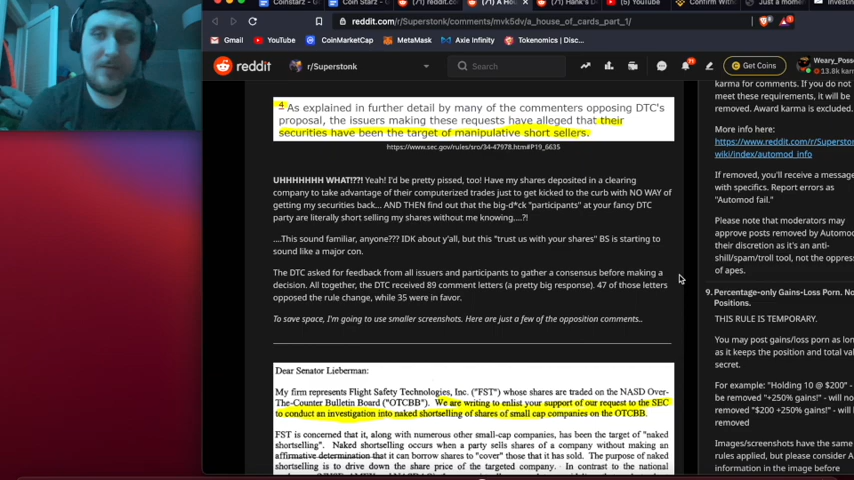 Coinstarz -
Coin Starz -
reddit.com
(71) A Hou
(71) Hank's D
(1) YouTube
Confirm With
Just a mome
Investing
reddit.com/r/Superstonk/comments/mvk5dv/a_house_of_cards_part_1/
Gmail
YouTube
CoinMarketCap
MetaMask
Axie Infinity
Tokenomics | Disc...
reddit
r/Superstonk
Search
Get Coins
Weary_Poss
13.8k kar
4 As explained in further detail by many of the commenters opposing DTC's
proposal, the issuers making these requests have alleged that their
securities have been the target of manipulative short sellers.
https://www.sec.gov/rules/sro/34-47978.htm#P19_6635
UHHHHHHH WHAT!??! Yeah! I'd be pretty pissed, too! Have my shares deposited in a clearing
company to take advantage of their computerized trades just to get kicked to the curb with NO WAY of
getting my securities back... AND THEN find out that the big-d*ck "participants" at your fancy DTC
party are literally short selling my shares without me knowing....?!
....This sound familiar, anyone??? IDK about y'all, but this "trust us with your shares" BS is starting to
sound like a major con.
The DTC asked for feedback from all issuers and participants to gather a consensus before making a
decision. All together, the DTC received 89 comment letters (a pretty big response). 47 of those letters
opposed the rule change, while 35 were in favor.
To save space, I'm going to use smaller screenshots. Here are just a few of the opposition comments..
Dear Senator Lieberman:
My firm represents Flight Safety Technologies, Inc. ("FST") whose shares are traded on the NASD Over-
The-Counter Bulletin Board ("OTCBB"). We are writing to enlist your support of our request to the SEC
to conduct an investigation into naked shortselling of shares of small cap companies on the OTCBB.
FST is concerned that it, along with numerous other small-cap companies, has been the target of "naked
shortselling". Naked shortselling occurs when a party sells shares of a company without making an
affirmative determination that it can borrow shares to "cover" those that it has sold. The purpose of naked
shortselling is to drive down the share price of the targeted company. In contrast to the national
karma for comments. If you do not
meet these requirements, it will be
removed. Award karma is excluded.
More info here:
https://www.reddit.com/r/Supersto
wiki/index/automod_info
If removed, you'll receive a message
with specifics. Report errors as
"Automod fail."
Please note that moderators may
approve posts removed by Automod
their discretion as it's an anti-
shill/spam/troll tool, not the oppress
of apes.
9. Percentage-only Gains-Loss Porn. No
Positions.
THIS RULE IS TEMPORARY.
You may post gains/loss porn as lon
as it keeps the position and total val
secret.
For example: "Holding 10 @ $200" -
be removed "+250% gains!" - will no
removed "$200 +250% gains!" - will
removed
Images/screenshots have the same
rules applied, but please consider A
information in the image before